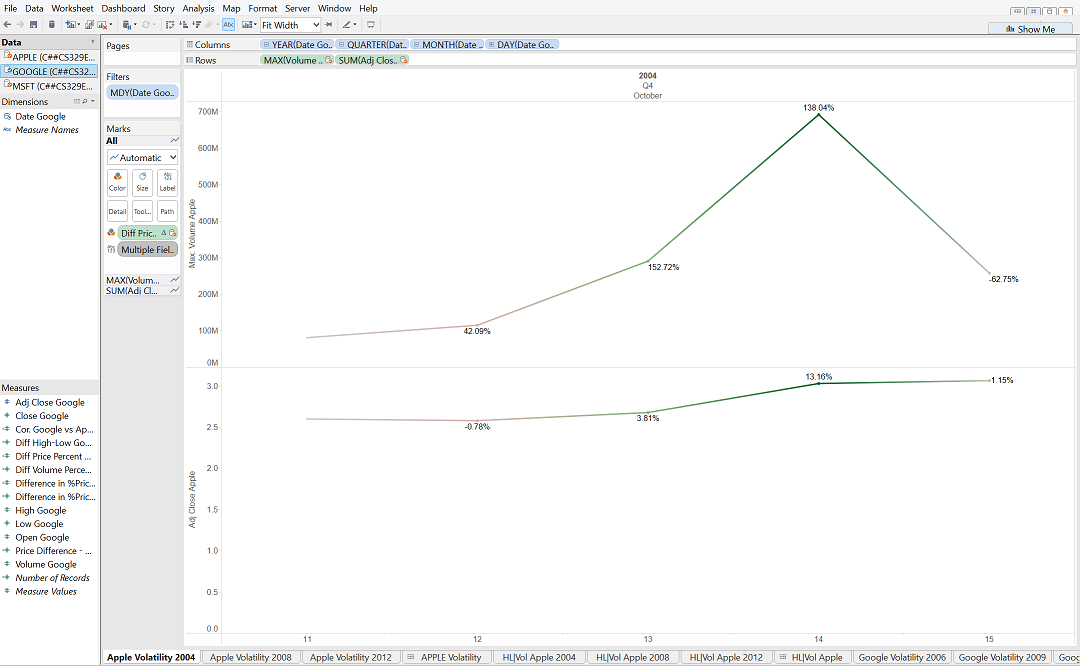 File Data Worksheet Dashboard Story Analysis Map Format Server Window Help
Abc Fit Width
Show Me
Data
APPLE (C##CS329E...
GOOGLE (C##CS32...
MSFT (C##CS329E...
Dimensions
Date Google
Abc Measure Names
Measures
Adj Close Google
Close Google
Cor. Google vs Ap...
Diff High-Low Go...
Diff Price Percent ...
Diff Volume Perce...
Difference in %Pric...
Difference in %Pric...
High Google
Low Google
Open Google
Price Difference - ...
Volume Google
Number of Records
Measure Values
Pages
Filters
MDY(Date Goo..
Marks
All
Automatic
Color Size Label
Detail Tool... Path
Diff Pric.. Δ
Multiple Fiel..
MAX(Volum...
SUM(Adj Cl...
Columns YEAR(Date Go.. QUARTER(Dat.. MONTH(Date .. DAY(Date Go..
Rows MAX(Volume .. SUM(Adj Clos..
2004
Q4
October
Max. Volume Apple
700M
600M
500M
400M
300M
200M
100M
0M
42.09%
152.72%
138.04%
-62.75%
Adj Close Apple
3.0
2.5
2.0
1.5
1.0
0.5
0.0
-0.78%
3.81%
13.16%
1.15%
11 12 13 14 15
Apple Volatility 2004 Apple Volatility 2008 Apple Volatility 2012 APPLE Volatility HL|Vol Apple 2004 HL|Vol Apple 2008 HL|Vol Apple 2012 HL|Vol Apple Google Volatility 2006 Google Volatility 2009 Goo